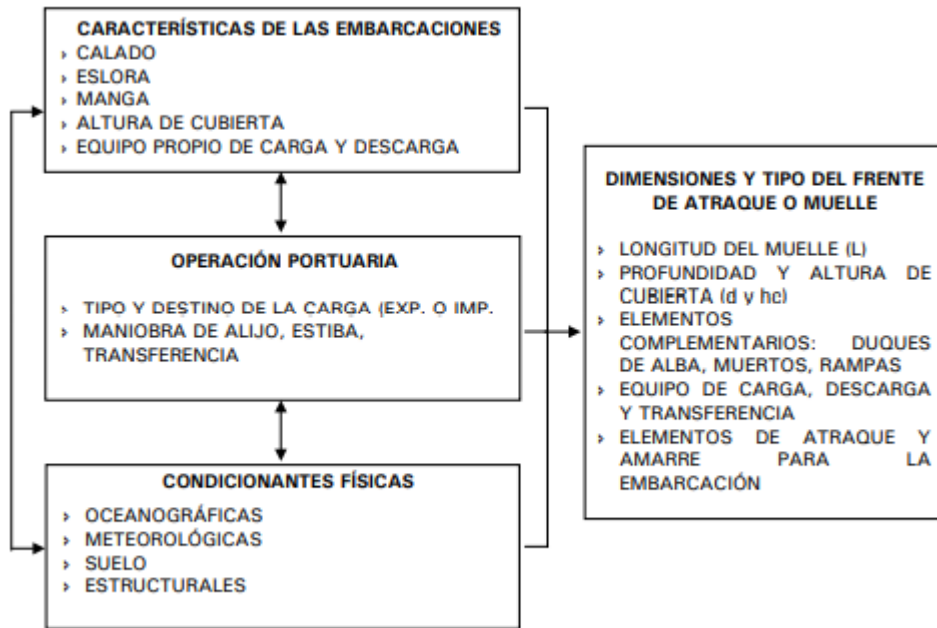 CARACTERÍSTICAS DE LAS EMBARCACIONES
› CALADO
› ESLORA
› MANGA
› ALTURA DE CUBIERTA
› EQUIPO PROPIO DE CARGA Y DESCARGA
OPERACIÓN PORTUARIA
› TIPO Y DESTINO DE LA CARGA (EXP. O IMP.
› MANIOBRA DE ALIJO, ESTIBA,
TRANSFERENCIA
CONDICIONANTES FÍSICAS
› OCEANOGRÁFICAS
› METEOROLÓGICAS
› SUELO
› ESTRUCTURALES
DIMENSIONES Y TIPO DEL FRENTE
DE ATRAQUE O MUELLE
› LONGITUD DEL MUELLE (L)
› PROFUNDIDAD Y ALTURA DE
CUBIERTA (d y hc)
› ELEMENTOS
COMPLEMENTARIOS: DUQUES
DE ALBA, MUERTOS, RAMPAS
› EQUIPO DE CARGA, DESCARGA
Y TRANSFERENCIA
› ELEMENTOS DE ATRAQUE Y
AMARRE PARA LA
EMBARCACIÓN